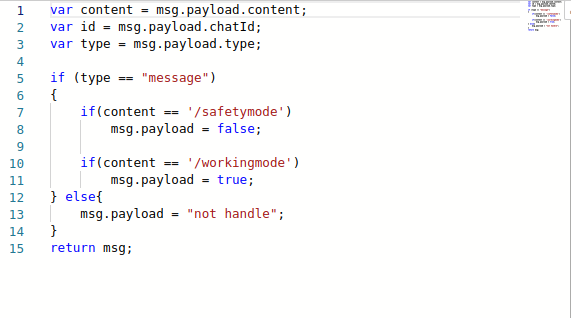 1 var content = msg.payload.content;
2 var id = msg.payload.chatId;
3 var type = msg.payload.type;
4
5 if (type == "message")
6 {
7     if(content == '/safetymode')
8         msg.payload = false;
9
10     if(content == '/workingmode')
11         msg.payload = true;
12 } else{
13     msg.payload = "not handle";
14 }
15 return msg;